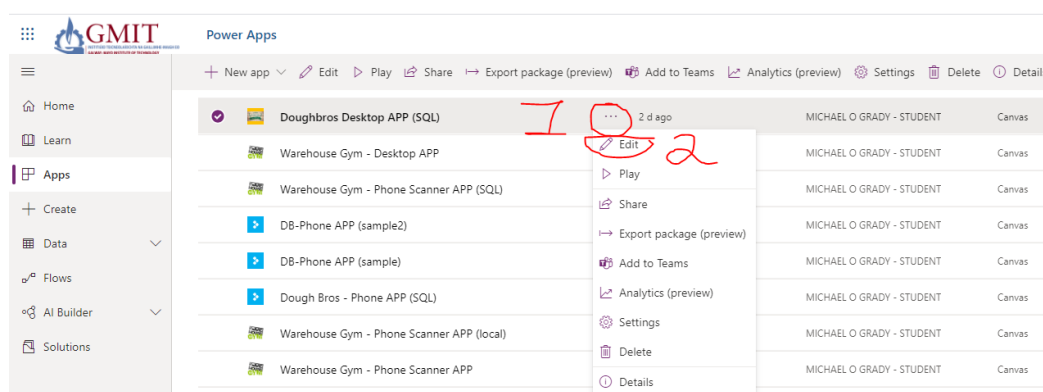 GMIT
Power Apps
New app Edit Play Share Export package (preview) Add to Teams Analytics (preview) Settings Delete Detail
Home
Learn
Apps
Create
Data
Flows
AI Builder
Solutions
Doughbros Desktop APP (SQL) 1 ... 2 d ago MICHAEL O GRADY - STUDENT Canvas
Warehouse Gym - Desktop APP MICHAEL O GRADY - STUDENT Canvas
Warehouse Gym - Phone Scanner APP (SQL) MICHAEL O GRADY - STUDENT Canvas
DB-Phone APP (sample2) MICHAEL O GRADY - STUDENT Canvas
DB-Phone APP (sample) MICHAEL O GRADY - STUDENT Canvas
Dough Bros - Phone APP (SQL) MICHAEL O GRADY - STUDENT Canvas
Warehouse Gym - Phone Scanner APP (local) MICHAEL O GRADY - STUDENT Canvas
Warehouse Gym - Phone Scanner APP MICHAEL O GRADY - STUDENT Canvas
Edit 2
Play
Share
Export package (preview)
Add to Teams
Analytics (preview)
Settings
Delete
Details